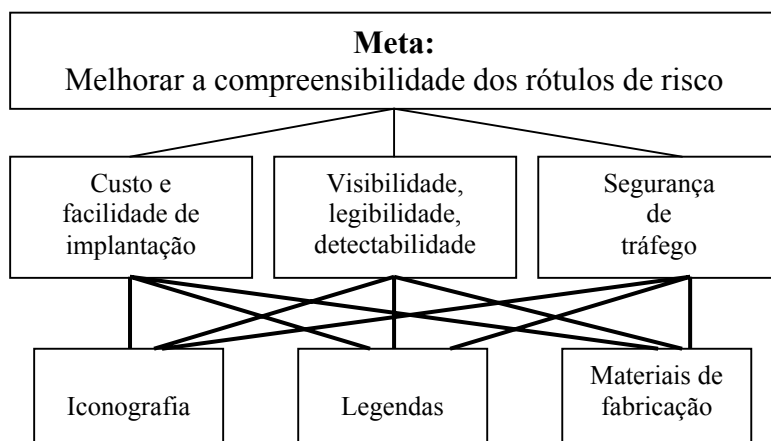 Meta:
Melhorar a compreensibilidade dos rótulos de risco
Custo e
facilidade de
implantação
Visibilidade,
legibilidade,
detectabilidade
Segurança
de
tráfego
Iconografia
Legendas
Materiais de
fabricação